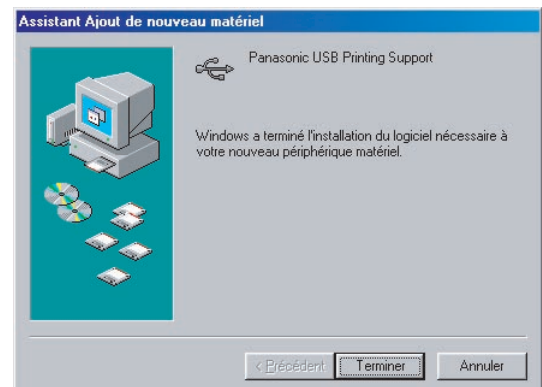 Assistant Ajout de nouveau matériel
Panasonic USB Printing Support
Windows a terminé l'installation du logiciel nécessaire à
votre nouveau périphérique matériel.
< Précédent
Terminer
Annuler